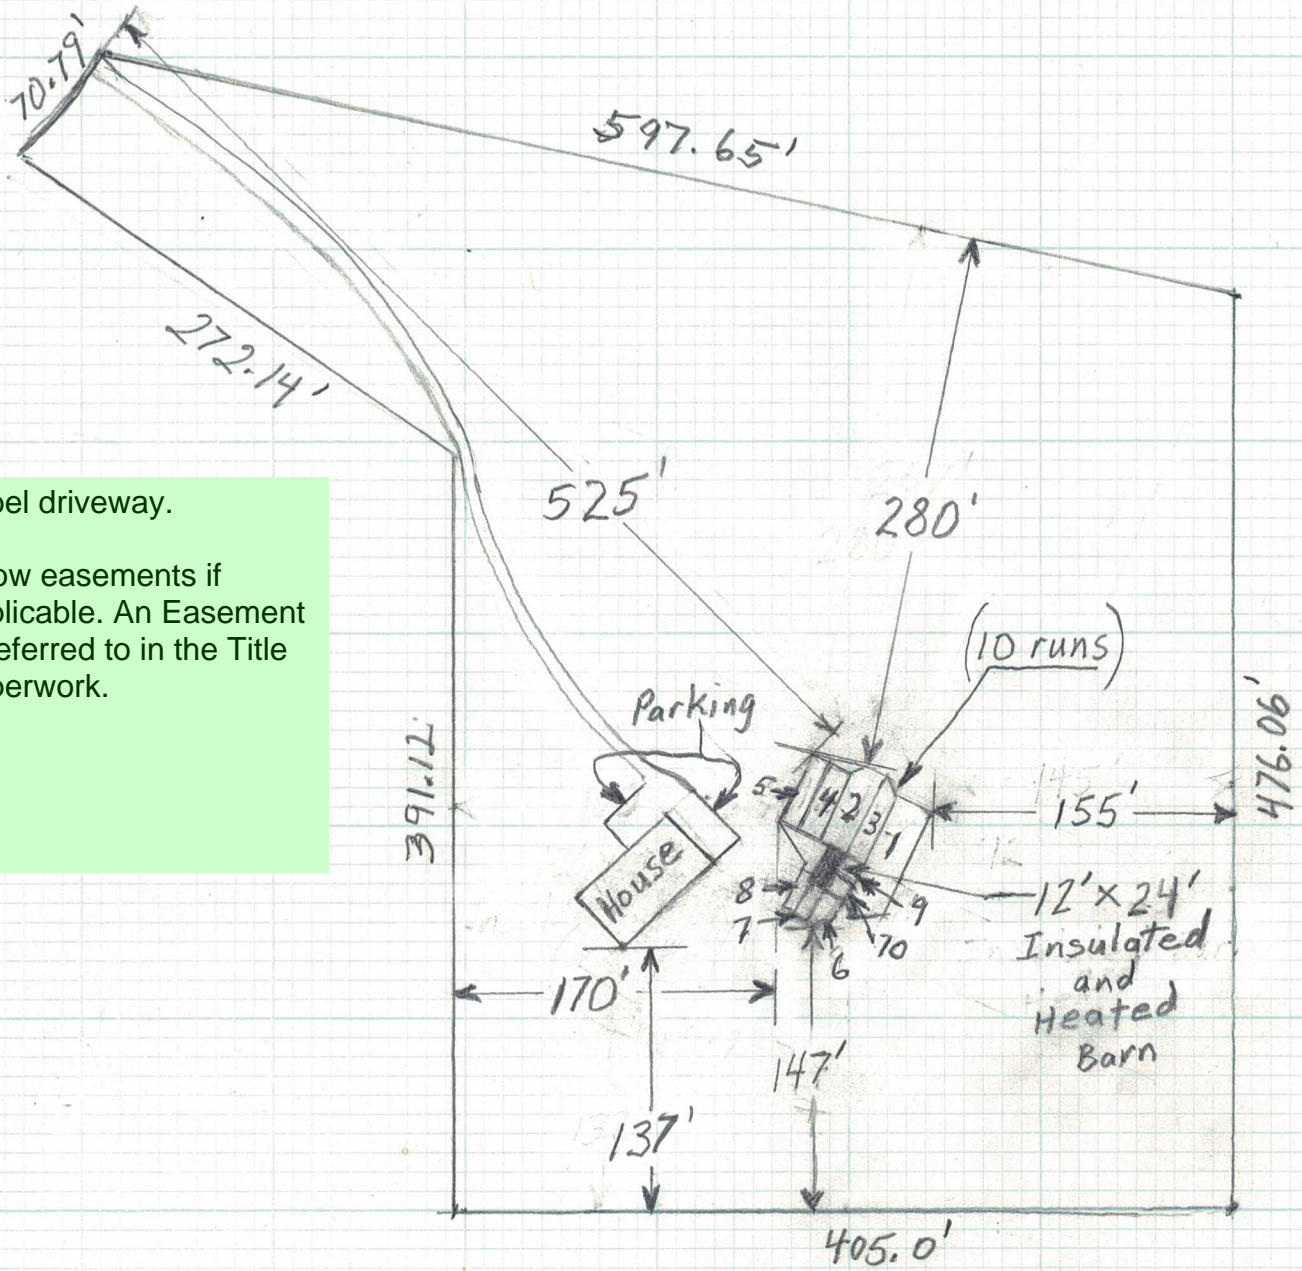 70.79'
597.65'
272.14'
525'
280'
(10 runs)
bel driveway.
ow easements if
plicable. An Easement
eferred to in the Title
perwork.
Parking
391.12
476.06'
5
4
2
3
1
155'
House
8
7
9
10
6
12' x 24'
Insulated
and
Heated
Barn
170'
147'
137'
405.0'